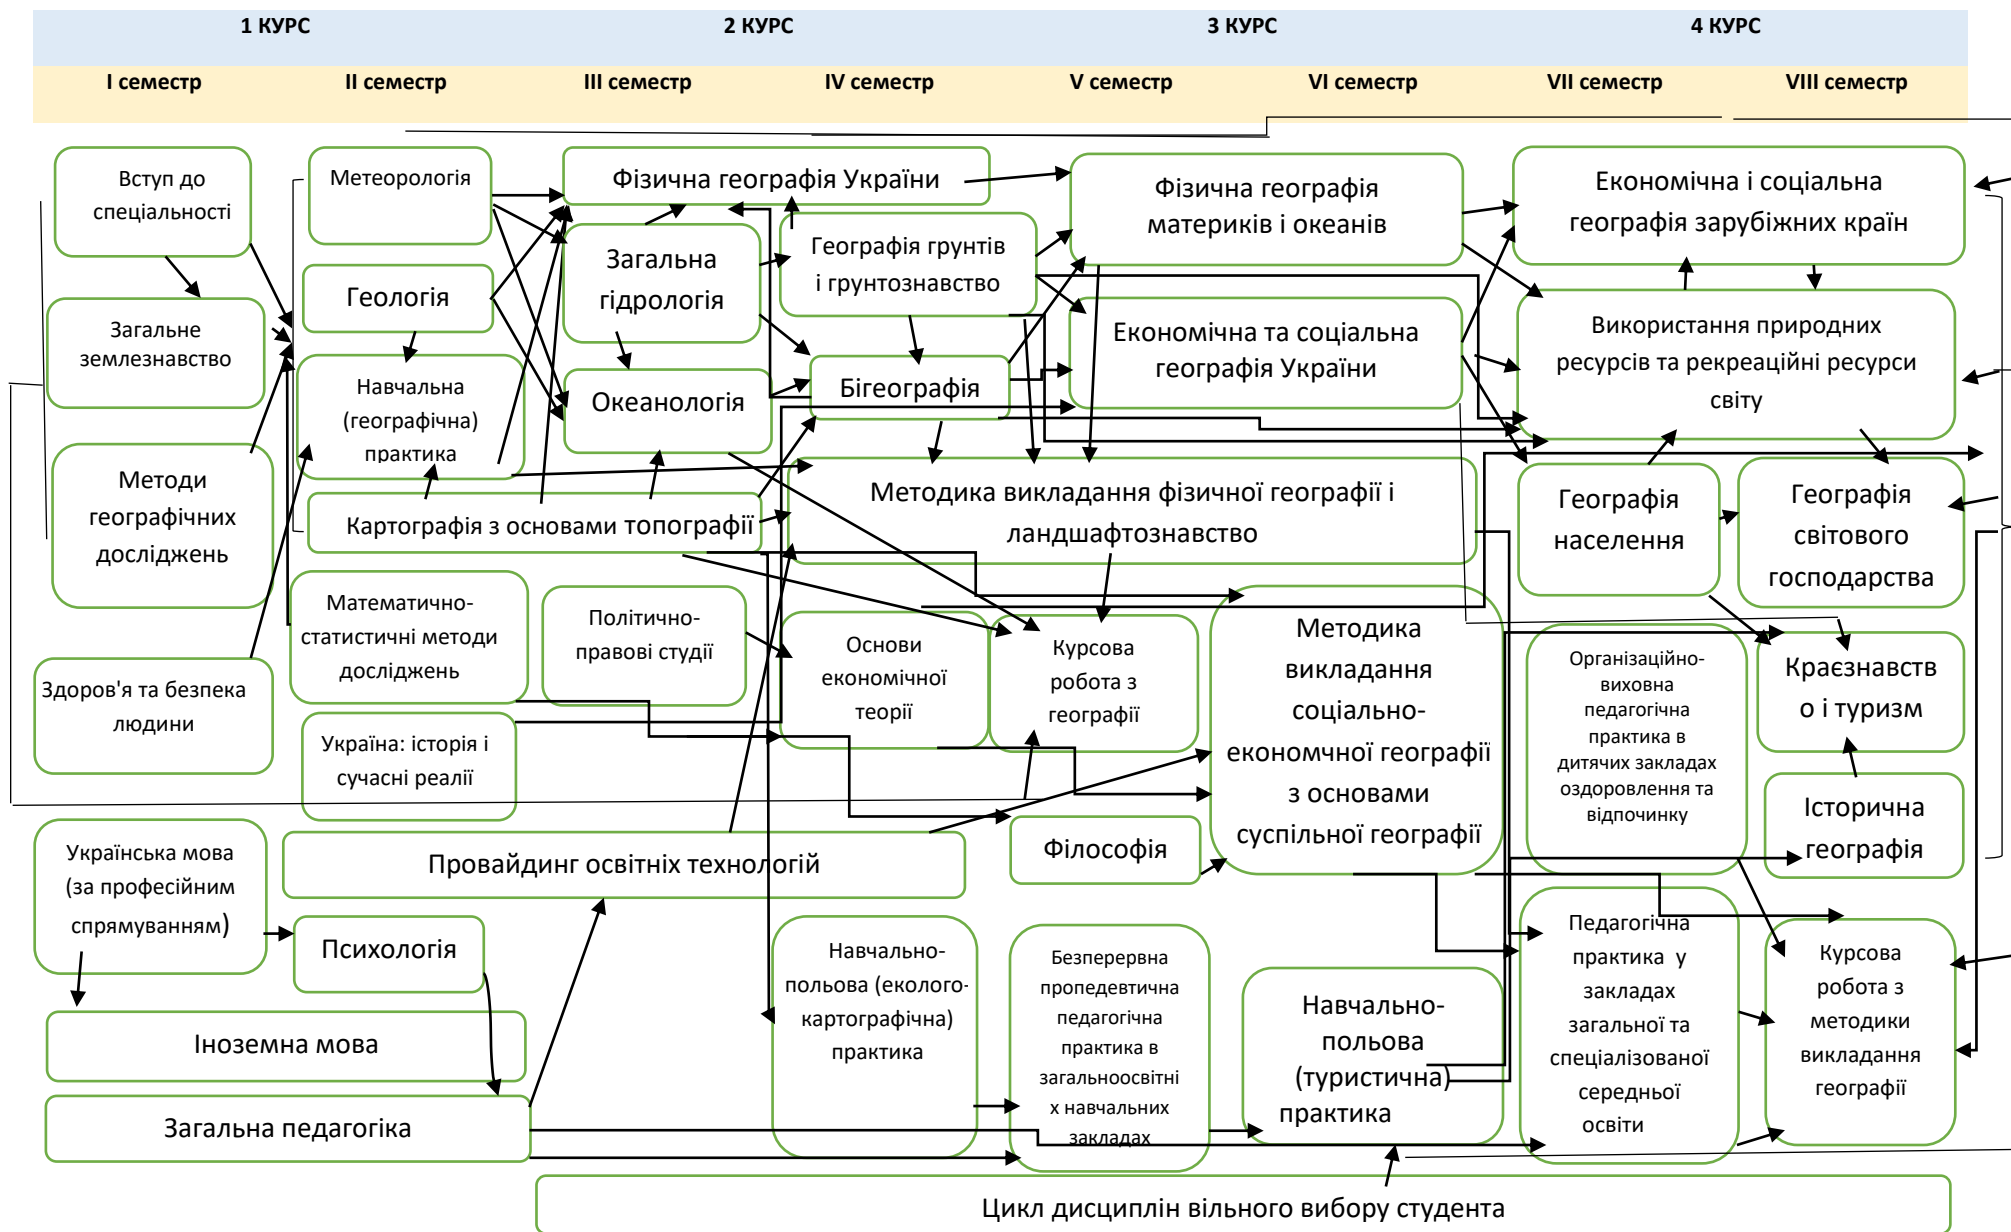 1 КУРС
2 КУРС
3 КУРС
4 КУРС
І семестр
ІІ семестр
ІІІ семестр
IV семестр
V семестр
VI семестр
VII семестр
VIII семестр
Вступ до
спеціальності
Загальне
землезнавство
Методи
географічних
досліджень
Здоров'я та безпека
людини
Українська мова
(за професійним
спрямуванням)
Іноземна мова
Загальна педагогіка
Метеорологія
Геологія
Навчальна
(географічна)
практика
Картографія з основами топографії
Математично-
статистичні методи
досліджень
Україна: історія і
сучасні реалії
Провайдинг освітніх технологій
Психологія
Фізична географія України
Загальна
гідрологія
Океанологія
Політично-
правові студії
Географія грунтів
і грунтознавство
Бігеографія
Методика викладання фізичної географії і
ландшафтознавство
Основи
економічної
теорії
Навчально-
польова (еколого-
картографічна)
практика
Фізична географія
материків і океанів
Економічна та соціальна
географія України
Курсова
робота з
географії
Філософія
Безперервна
пропедевтична
педагогічна
практика в
загальноосвітні
х навчальних
закладах
Методика
викладання
соціально-
економчної географії
з основами
суспільної географії
Навчально-
польова
(туристична)
практика
Економічна і соціальна
географія зарубіжних країн
Використання природних
ресурсів та рекреаційні ресурси
світу
Географія
населення
Географія
світового
господарства
Організаційно-
виховна
педагогічна
практика в
дитячих закладах
оздоровлення та
відпочинку
Краєзнавств
о і туризм
Історична
географія
Педагогічна
практика у
закладах
загальної та
спеціалізованої
середньої
освіти
Курсова
робота з
методики
викладання
географії
Цикл дисциплін вільного вибору студента